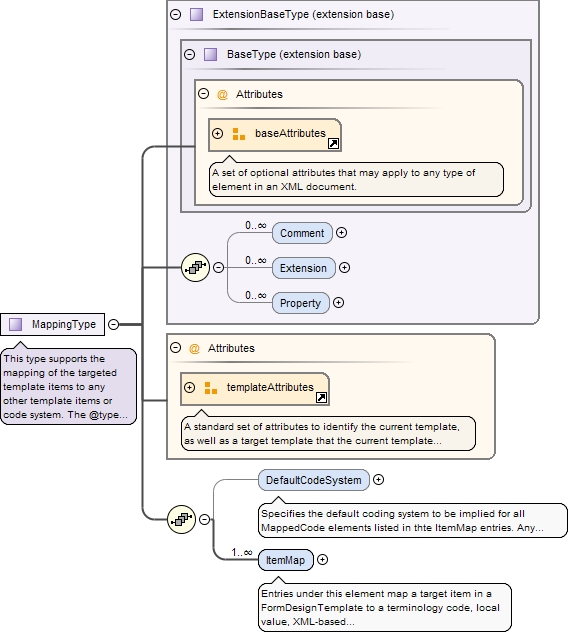 ExtensionBaseType (extension base)
BaseType (extension base)
@ Attributes
baseAttributes
A set of optional attributes that may apply to any type of
element in an XML document.
0..∞
Comment
0..∞
Extension
0..∞
Property
MappingType
This type supports the
mapping of the targeted
template items to any
other template items or
code system. The @type...
@ Attributes
templateAttributes
A standard set of attributes to identify the current template,
as well as a target template that the current template...
DefaultCodeSystem
Specifies the default coding system to be implied for all
MappedCode elements listed in thte ItemMap entries. Any...
1..∞
ItemMap
Entries under this element map a target item in a
FormDesignTemplate to a terminology code, local
value, XML-based...